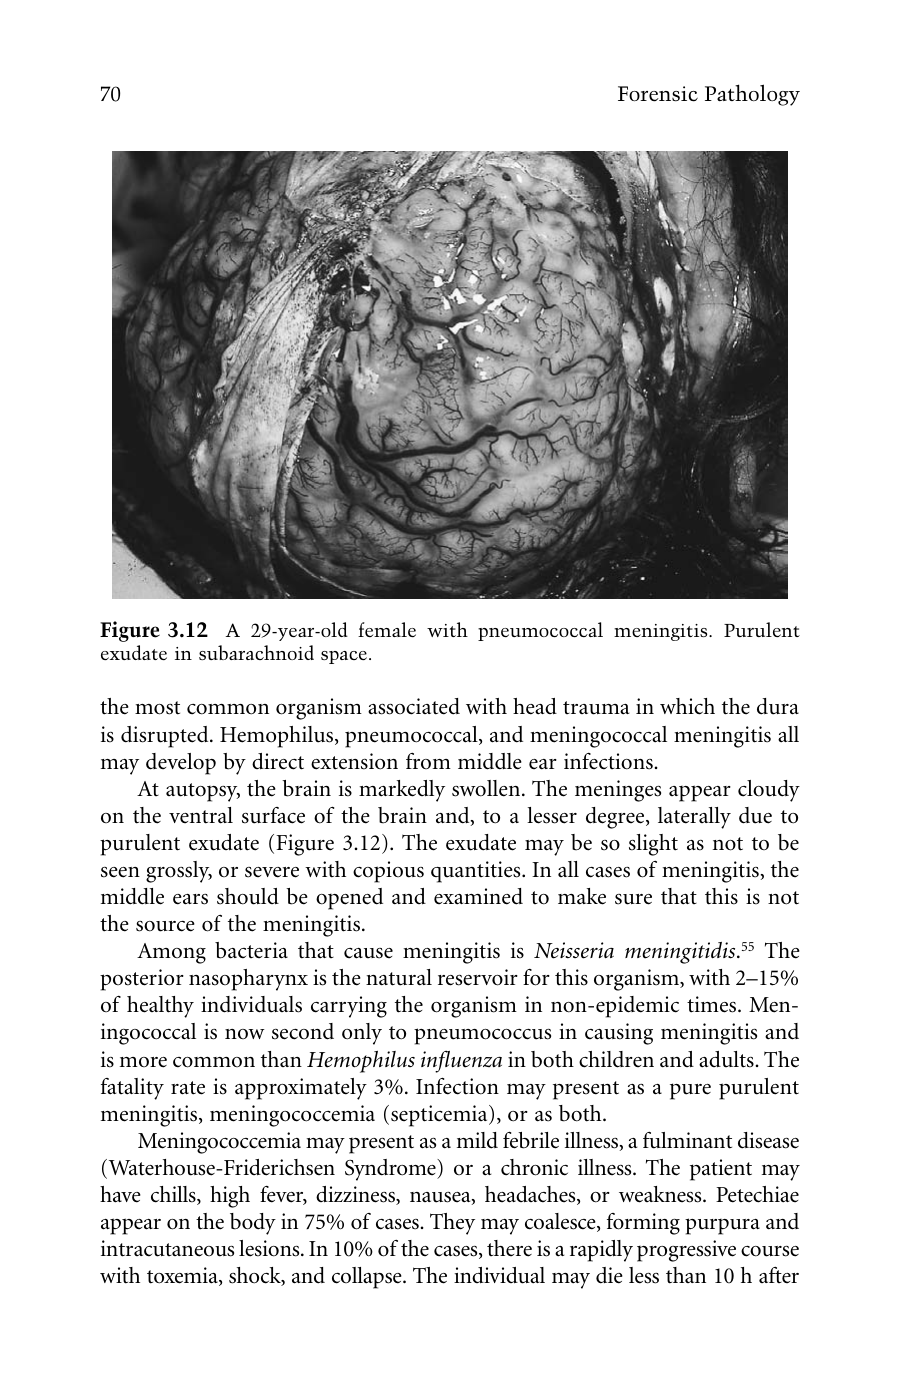 70
Forensic Pathology
Figure 3.12 A 29-year-old female with pneumococcal meningitis. Purulent
exudate in subarachnoid space.
the most common organism associated with head trauma in which the dura
is disrupted. Hemophilus, pneumococcal, and meningococcal meningitis all
may develop by direct extension from middle ear infections.
At autopsy, the brain is markedly swollen. The meninges appear cloudy
on the ventral surface of the brain and, to a lesser degree, laterally due to
purulent exudate (Figure 3.12). The exudate may be so slight as not to be
seen grossly, or severe with copious quantities. In all cases of meningitis, the
middle ears should be opened and examined to make sure that this is not
the source of the meningitis.
Among bacteria that cause meningitis is Neisseria meningitidis.55 The
posterior nasopharynx is the natural reservoir for this organism, with 2–15%
of healthy individuals carrying the organism in non-epidemic times. Men-
ingococcal is now second only to pneumococcus in causing meningitis and
is more common than Hemophilus influenza in both children and adults. The
fatality rate is approximately 3%. Infection may present as a pure purulent
meningitis, meningococcemia (septicemia), or as both.
Meningococcemia may present as a mild febrile illness, a fulminant disease
(Waterhouse-Friderichsen Syndrome) or a chronic illness. The patient may
have chills, high fever, dizziness, nausea, headaches, or weakness. Petechiae
appear on the body in 75% of cases. They may coalesce, forming purpura and
intracutaneous lesions. In 10% of the cases, there is a rapidly progressive course
with toxemia, shock, and collapse. The individual may die less than 10 h after